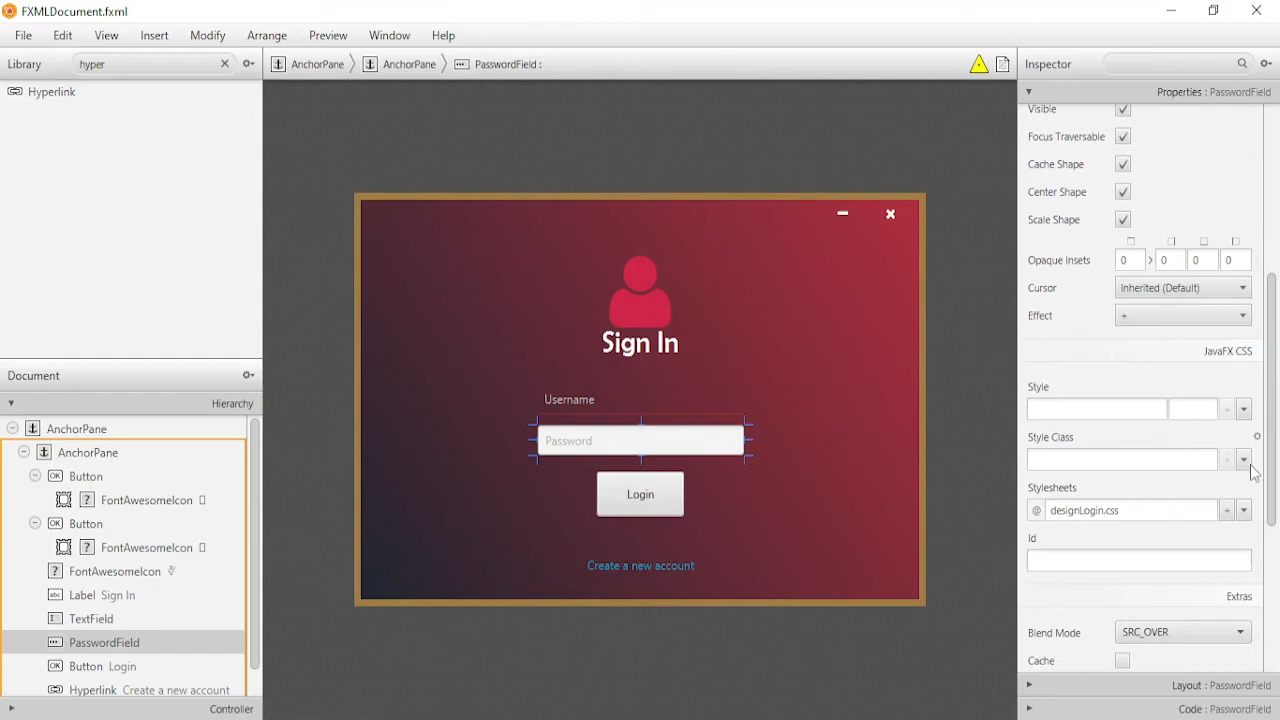 FXMLDocument.fxml
File Edit View Insert Modify Arrange Preview Window Help
Library hyper
AnchorPane AnchorPane PasswordField :
Inspector
Hyperlink
Properties : PasswordField
Visible
Focus Traversable
Cache Shape
Center Shape
Scale Shape
Opaque Insets 0 0 0 0
Cursor Inherited (Default)
Effect +
JavaFX CSS
Style
Style Class
Stylesheets
@ designLogin.css
Id
Extras
Blend Mode SRC_OVER
Cache
Layout : PasswordField
Code : PasswordField
Sign In
Username
Password
Login
Create a new account
Document
Hierarchy
AnchorPane
AnchorPane
OK Button
? FontAwesomeIcon
OK Button
? FontAwesomeIcon
? FontAwesomeIcon
abc Label Sign In
TextField
PasswordField
OK Button Login
Hyperlink Create a new account
Controller